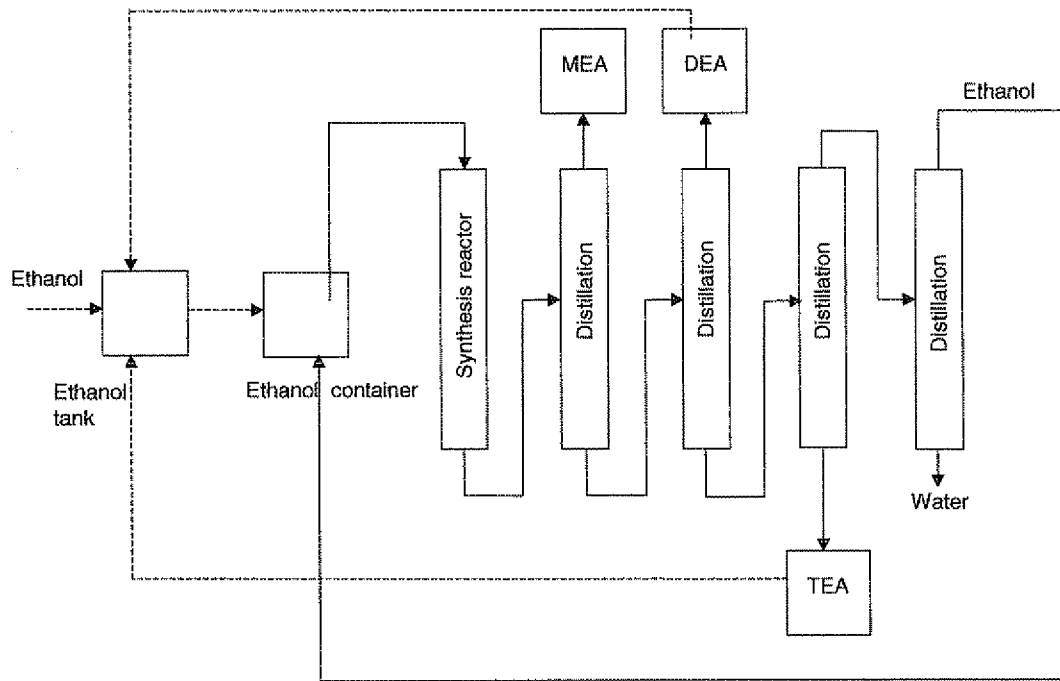 MEA
DEA
Ethanol
Ethanol
Ethanol
tank
Ethanol container
Synthesis reactor
Distillation
Distillation
Distillation
Distillation
Water
TEA